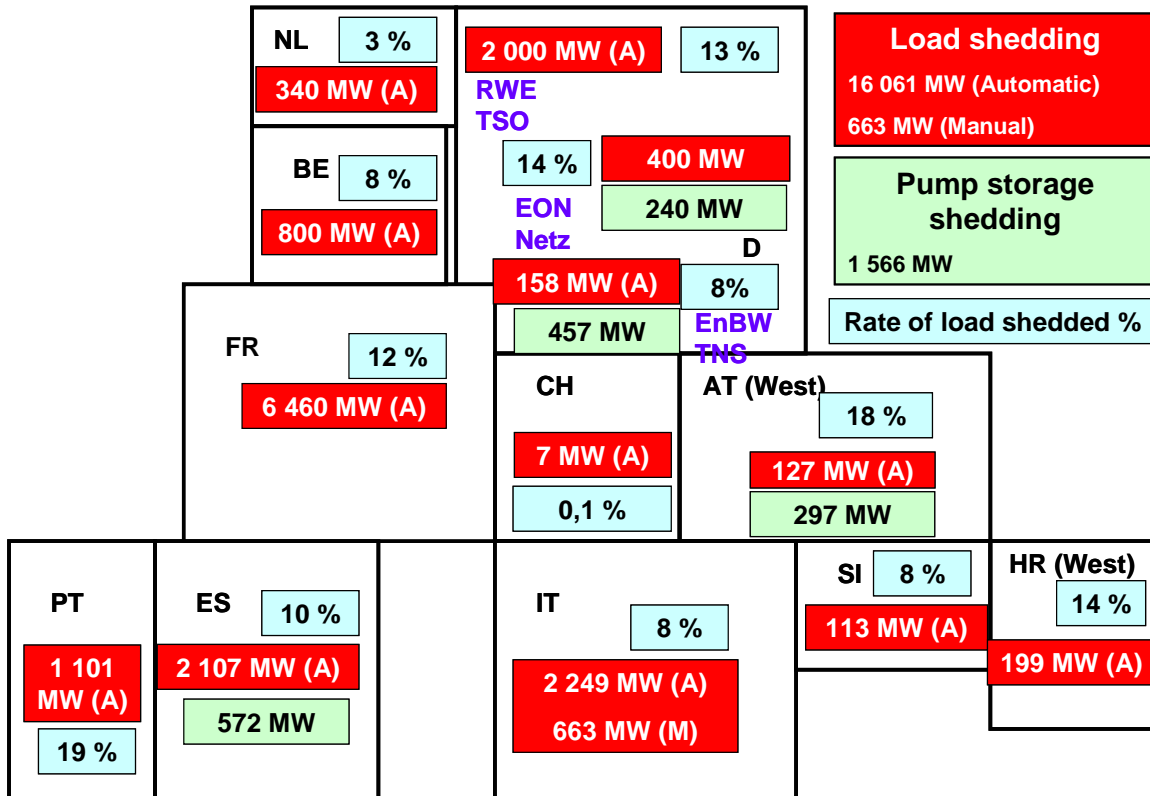 NL
3 %
340 MW (A)
2 000 MW (A)
13 %
RWE
TSO
14 %
400 MW
240 MW
EON
Netz
D
158 MW (A)
8%
457 MW
EnBW
TNS
BE
8 %
800 MW (A)
Load shedding
16 061 MW (Automatic)
663 MW (Manual)
Pump storage
shedding
1 566 MW
Rate of load shedded %
FR
12 %
6 460 MW (A)
CH
7 MW (A)
0,1 %
AT (West)
18 %
127 MW (A)
297 MW
PT
1 101
MW (A)
19 %
ES
10 %
2 107 MW (A)
572 MW
IT
8 %
2 249 MW (A)
663 MW (M)
SI
8 %
113 MW (A)
HR (West)
14 %
199 MW (A)